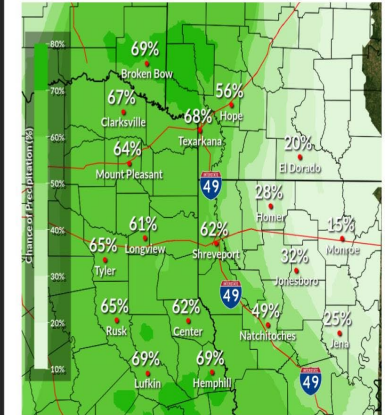 Chance of Precipitation(%)
80%
70%
60%
50%
40%
30%
20%
10%
69%
Broken Bow
67%
Clarksville
56%
Hope
68%
Texarkana
64%
Mount Pleasant
20%
El Dorado
49
28%
Homer
15%
Monroe
61%
Longview
62%
Shreveport
65%
Tyler
32%
Jonesboro
49
65%
Rusk
62%
Center
49%
Natchitoches
25%
Jena
69%
Lufkin
69%
Hemphill
49